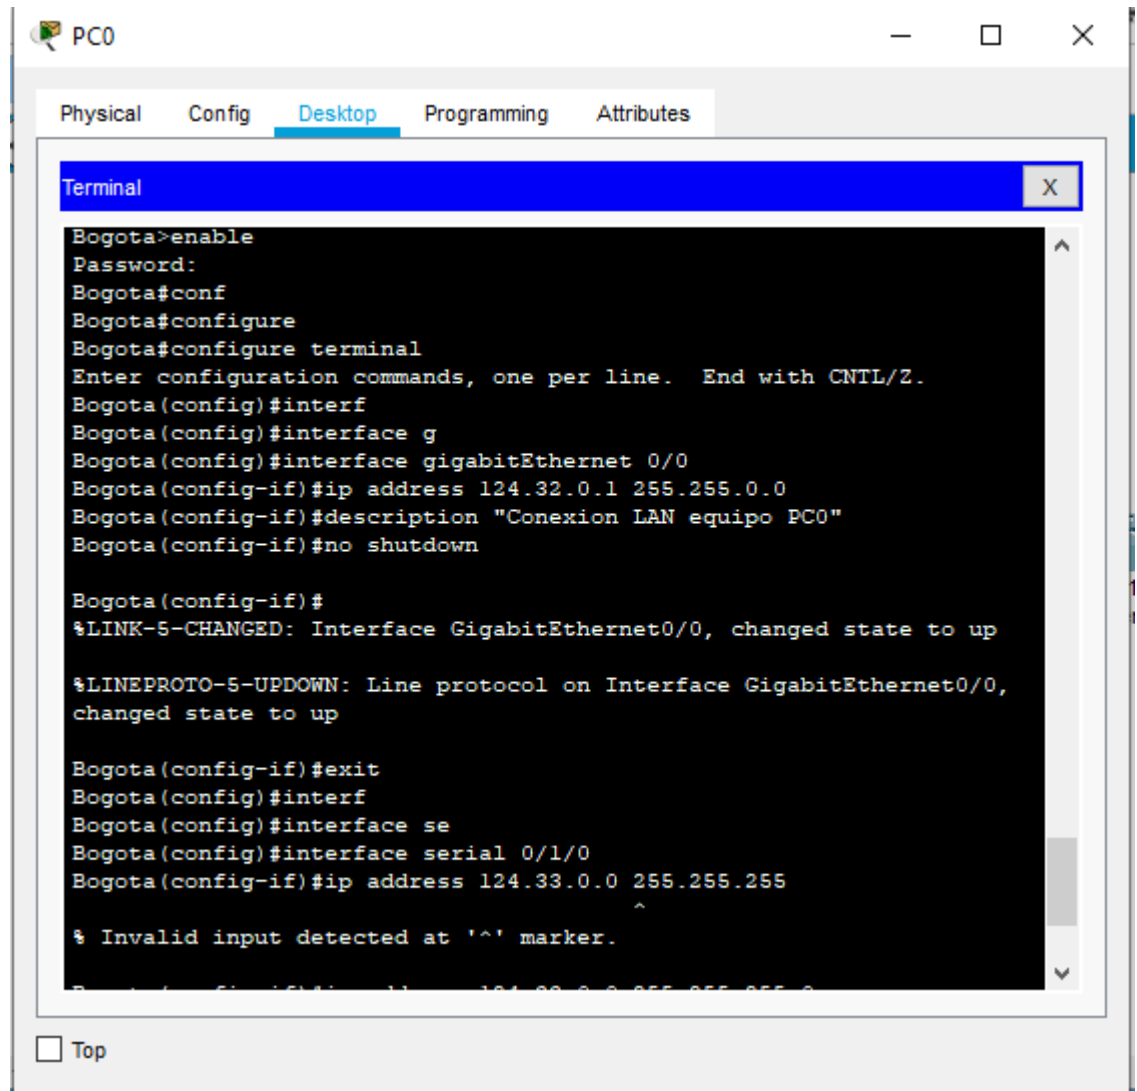 PC0
Physical Config Desktop Programming Attributes
Terminal
X
Bogota>enable
Password:
Bogota#conf
Bogota#configure
Bogota#configure terminal
Enter configuration commands, one per line.  End with CNTL/Z.
Bogota(config)#interf
Bogota(config)#interface g
Bogota(config)#interface gigabitEthernet 0/0
Bogota(config-if)#ip address 124.32.0.1 255.255.0.0
Bogota(config-if)#description "Conexion LAN equipo PC0"
Bogota(config-if)#no shutdown
Bogota(config-if)#
%LINK-5-CHANGED: Interface GigabitEthernet0/0, changed state to up
%LINEPROTO-5-UPDOWN: Line protocol on Interface GigabitEthernet0/0,
changed state to up
Bogota(config-if)#exit
Bogota(config)#interf
Bogota(config)#interface se
Bogota(config)#interface serial 0/1/0
Bogota(config-if)#ip address 124.33.0.0 255.255.255
^
% Invalid input detected at '^' marker.
Top